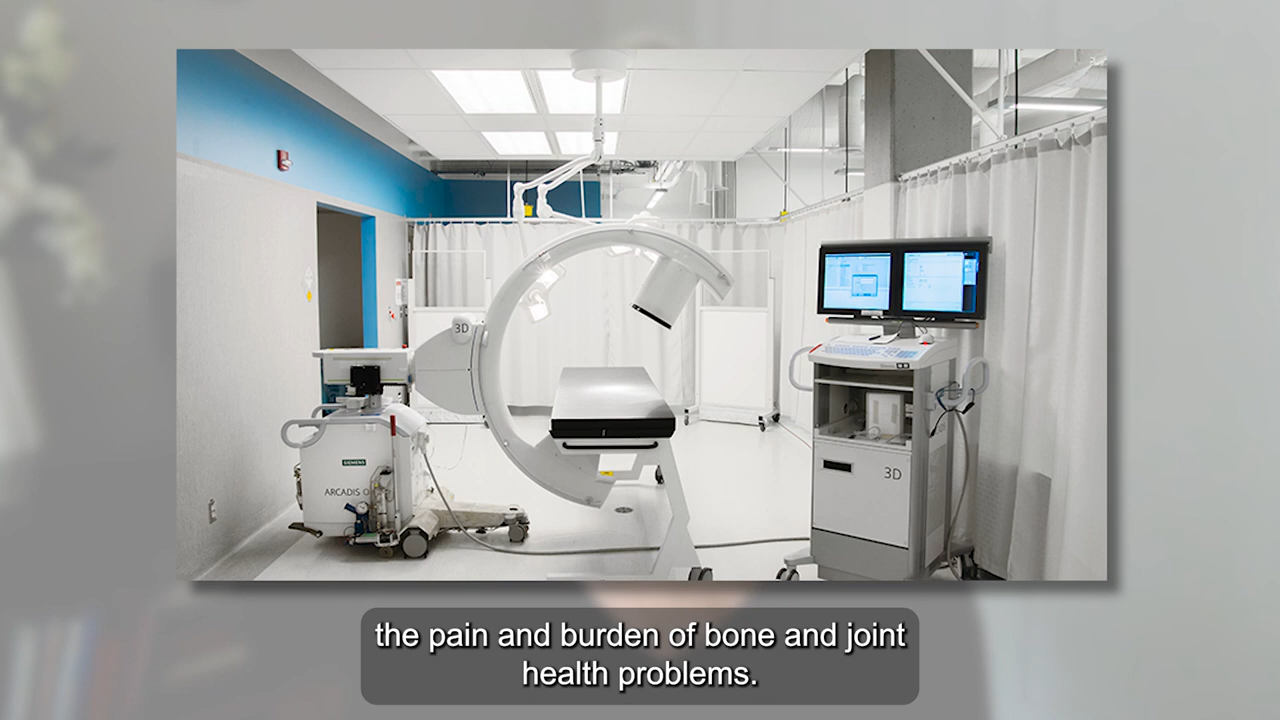 3D
SIEMENS
ARCADIS O
3D
the pain and burden of bone and joint
health problems.